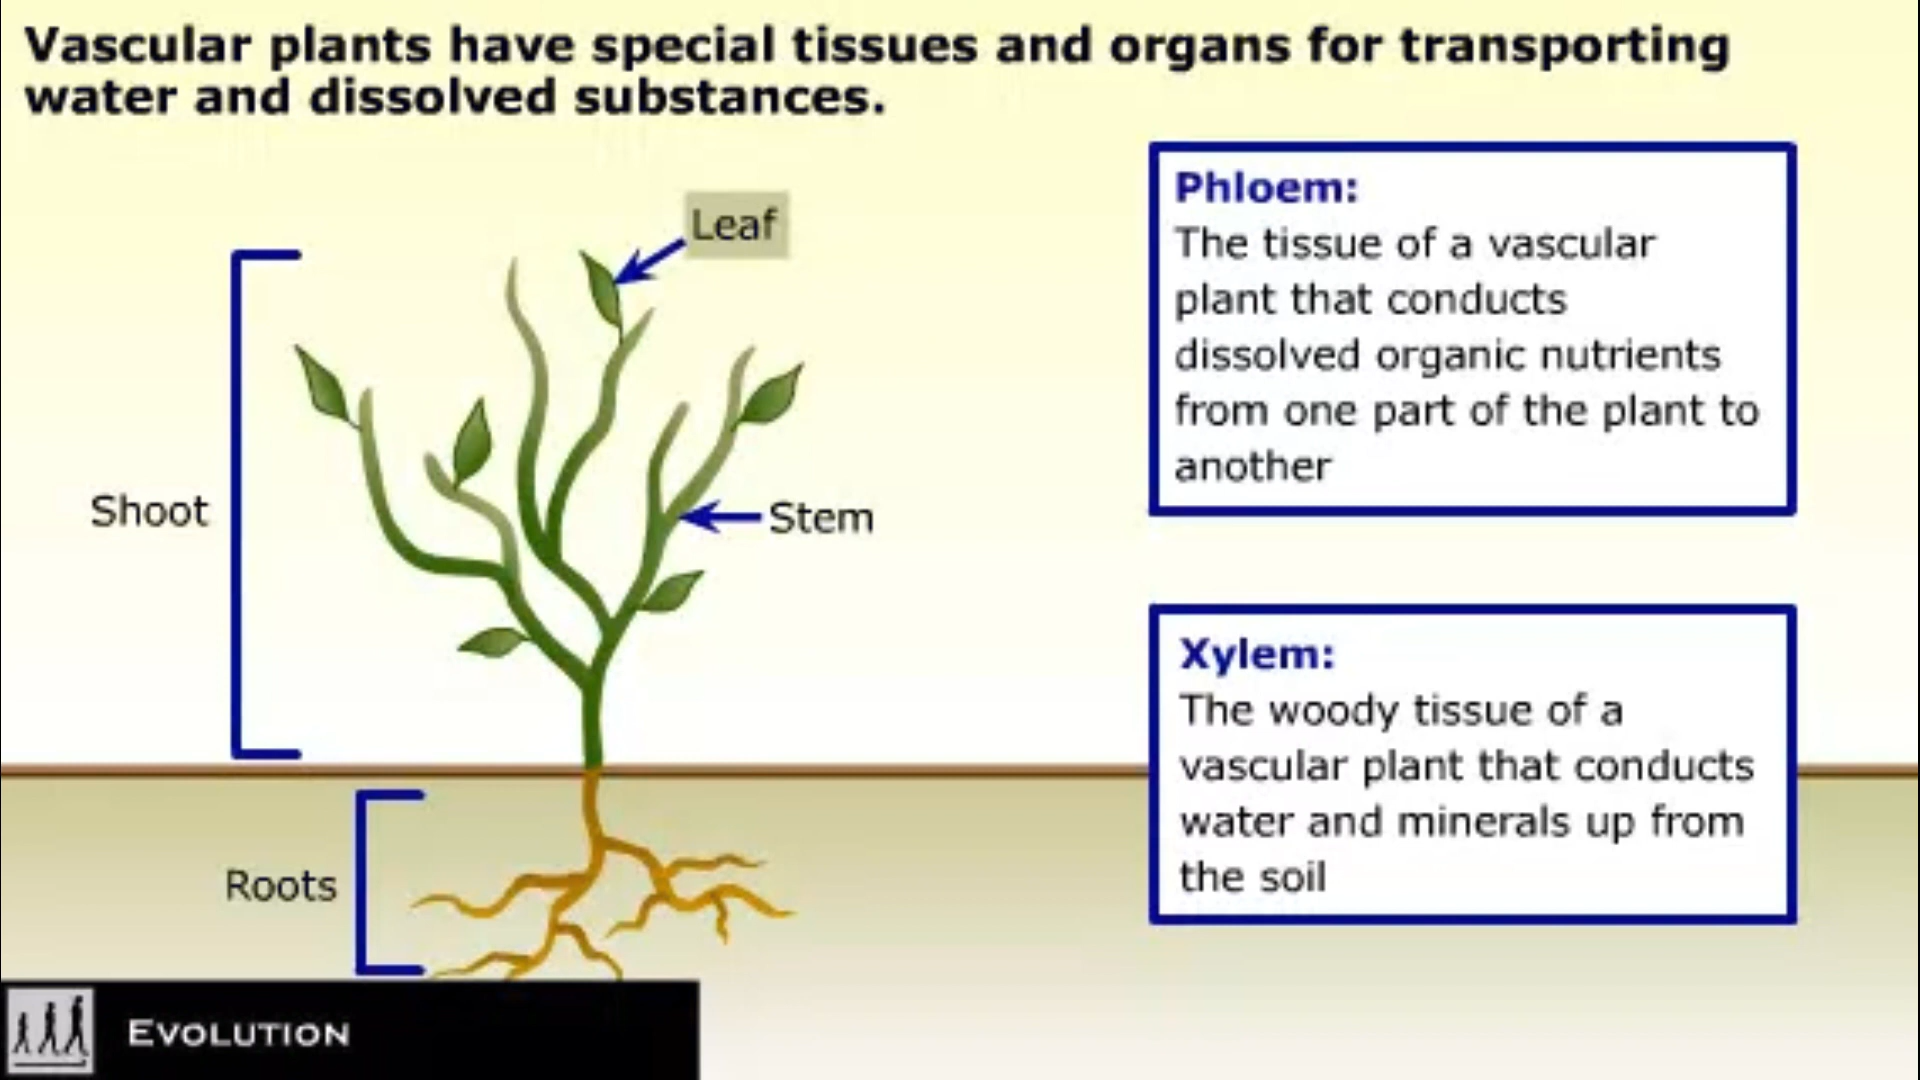 Vascular plants have special tissues and organs for transporting
water and dissolved substances.
Leaf
Shoot
Stem
Roots
Phloem:
The tissue of a vascular
plant that conducts
dissolved organic nutrients
from one part of the plant to
another
Xylem:
The woody tissue of a
vascular plant that conducts
water and minerals up from
the soil
EVOLUTION